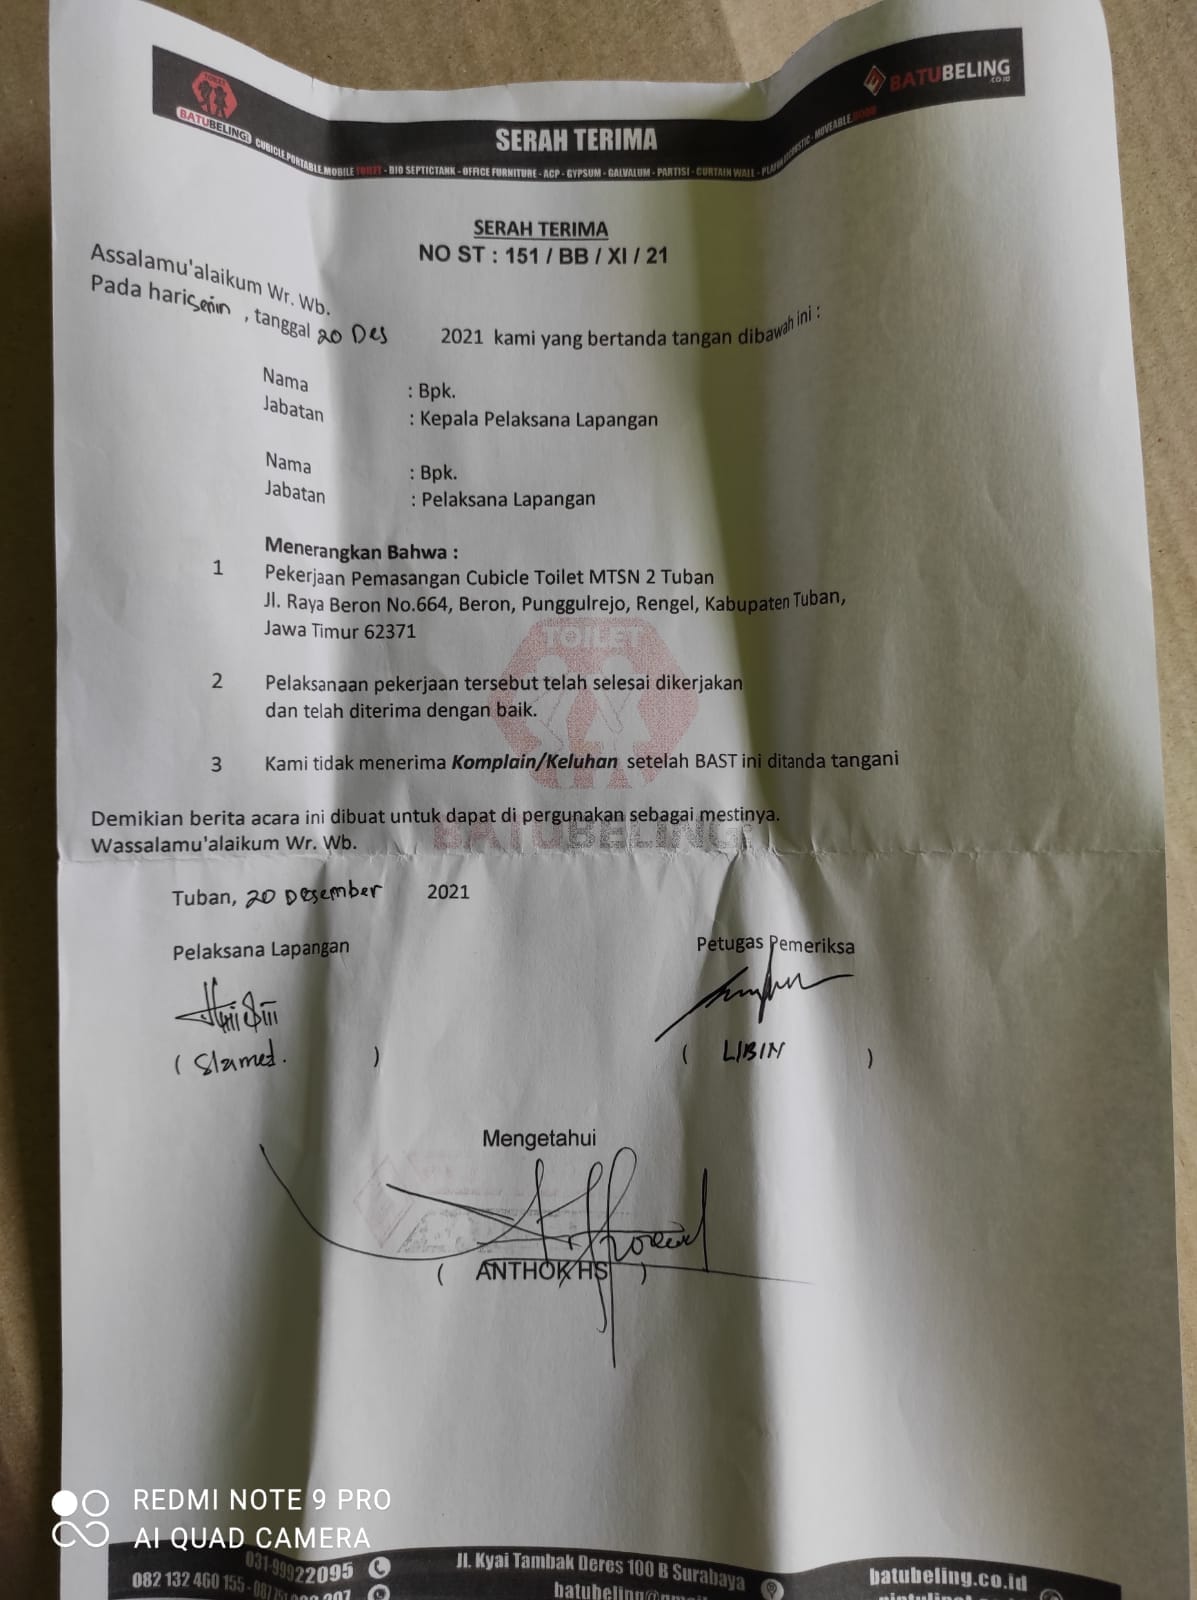 TOILET
BATUBELING
BATUBELING
.CO.ID
SERAH TERIMA
CUBICLE,PORTABLE,MOBILE TOILET - BIO SEPTICTANK - OFFICE FURNITURE - ACP - GYPSUM - GALVALUM - PARTISI - CURTAIN WALL - MOVEABLE DOOR
SERAH TERIMA
NO ST : 151 / BB / XI / 21
Assalamu'alaikum Wr. Wb.
Pada hari senin , tanggal 20 Des 2021 kami yang bertanda tangan dibawah ini :
Nama : Bpk.
Jabatan : Kepala Pelaksana Lapangan
Nama : Bpk.
Jabatan : Pelaksana Lapangan
Menerangkan Bahwa :
1 Pekerjaan Pemasangan Cubicle Toilet MTSN 2 Tuban
Jl. Raya Beron No.664, Beron, Punggulrejo, Rengel, Kabupaten Tuban,
Jawa Timur 62371
TOILET
2 Pelaksanaan pekerjaan tersebut telah selesai dikerjakan
dan telah diterima dengan baik.
3 Kami tidak menerima Komplain/Keluhan setelah BAST ini ditanda tangani
Demikian berita acara ini dibuat untuk dapat di pergunakan sebagai mestinya.
BATUBELING
Wassalamu'alaikum Wr. Wb.
Tuban, 20 Desember 2021
Pelaksana Lapangan Petugas Pemeriksa
( Slamet. ) ( LIBIN )
Mengetahui
( ANTHOK HS )
REDMI NOTE 9 PRO
AI QUAD CAMERA
031-99922095 Jl. Kyai Tambak Deres 100 B Surabaya batubeling.co.id
082 132 460 155